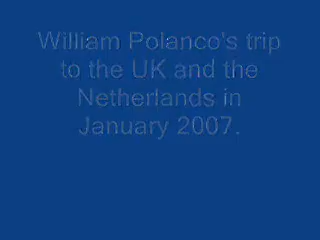 William Polanco's trip
to the UK and the
Netherlands in
January 2007.